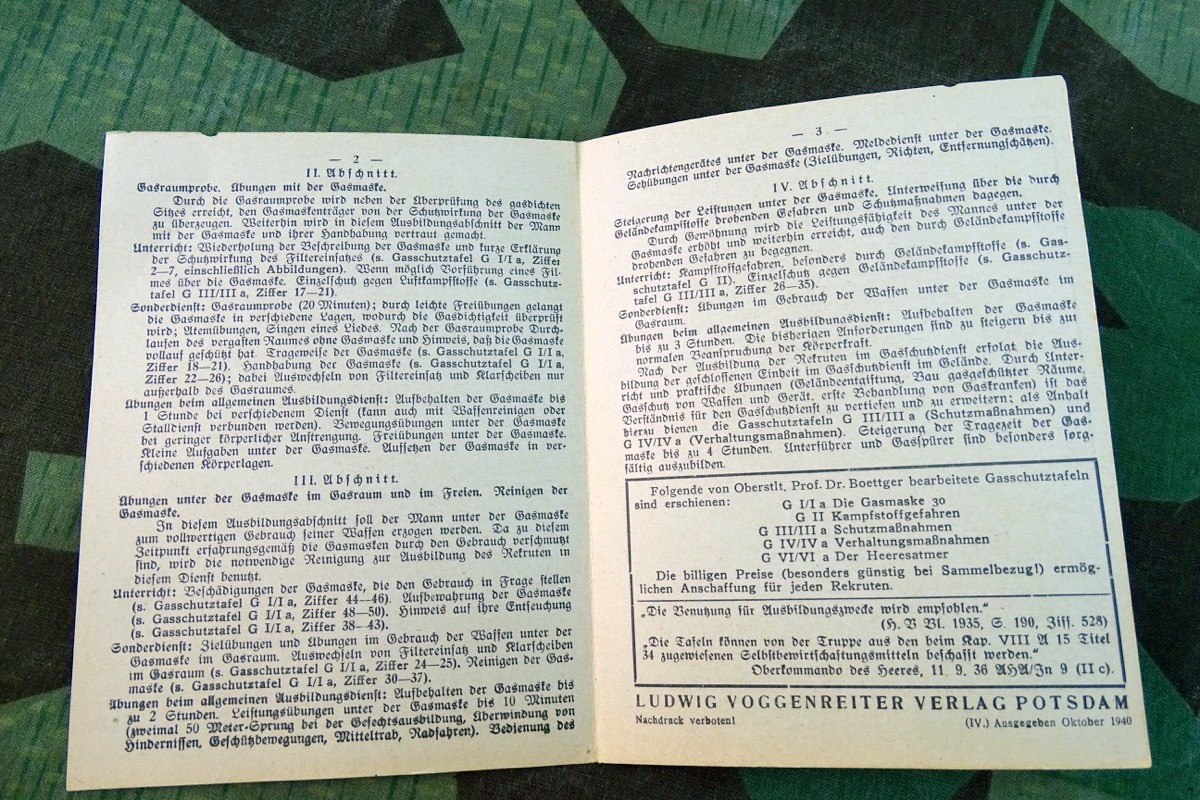 — 2 —
II. Abschnitt.
Gasraumprobe. Übungen mit der Gasmaske.
Durch die Gasraumprobe wird neben der Überprüfung des gasdichten
Sitzes erreicht, den Gasmaskenträger von der Schutzwirkung der Gasmaske
zu überzeugen. Weiterhin wird in diesem Ausbildungsabschnitt der Mann
mit der Gasmaske und ihrer Handhabung vertraut gemacht.
Unterricht: Wiederholung der Beschreibung der Gasmaske und kurze Erklärung
der Schutzwirkung des Filtereinsatzes (s. Gasschutztafel G I/I a, Ziffer
2—7, einschließlich Abbildungen). Wenn möglich Vorführung eines Fil-
mes über die Gasmaske. Einzelschutz gegen Luftkampfstoffe (s. Gasschutz-
tafel G III/III a, Ziffer 17—21).
Sonderdienst: Gasraumprobe (20 Minuten); durch leichte Freiübungen gelangt
die Gasmaske in verschiedene Lagen, wodurch die Gasdichtigkeit überprüft
wird; Atemübungen, Singen eines Liedes. Nach der Gasraumprobe Durch-
laufen des vergasten Raumes ohne Gasmaske und Hinweis, daß die Gasmaske
vollauf geschützt hat. Trageweise der Gasmaske (s. Gasschutztafel G I/I a,
Ziffer 18—21). Handhabung der Gasmaske (s. Gasschutztafel G I/I a,
Ziffer 22—26); dabei Auswechseln von Filtereinsatz und Klarscheiben nur
außerhalb des Gasraumes.
Übungen beim allgemeinen Ausbildungsdienst: Aufbehalten der Gasmaske bis
1 Stunde bei verschiedenem Dienst (kann auch mit Waffenreinigen oder
Stalldienst verbunden werden). Bewegungsübungen unter der Gasmaske
bei geringer körperlicher Anstrengung. Freiübungen unter der Gasmaske.
Kleine Aufgaben unter der Gasmaske. Aufsetzen der Gasmaske in ver-
schiedenen Körperlagen.
III. Abschnitt.
Übungen unter der Gasmaske im Gasraum und im Freien. Reinigen der
Gasmaske.
In diesem Ausbildungsabschnitt soll der Mann unter der Gasmaske
zum vollwertigen Gebrauch seiner Waffen erzogen werden. Da zu diesem
Zeitpunkt erfahrungsgemäß die Gasmasken durch den Gebrauch verschmutzt
sind, wird die notwendige Reinigung zur Ausbildung des Rekruten in
diesem Dienst benutzt.
Unterricht: Beschädigungen der Gasmaske, die den Gebrauch in Frage stellen
(s. Gasschutztafel G I/I a, Ziffer 44—46). Aufbewahrung der Gasmaske
(s. Gasschutztafel G I/I a, Ziffer 48—50). Hinweis auf ihre Entseuchung
(s. Gasschutztafel G I/I a, Ziffer 38—43).
Sonderdienst: Zielübungen und Übungen im Gebrauch der Waffen unter der
Gasmaske im Gasraum. Auswechseln von Filtereinsatz und Klarscheiben
im Gasraum (s. Gasschutztafel G I/I a, Ziffer 24—25). Reinigen der Gas-
maske (s. Gasschutztafel G I/I a, Ziffer 30—37).
Übungen beim allgemeinen Ausbildungsdienst: Aufbehalten der Gasmaske bis
zu 2 Stunden. Leistungsübungen unter der Gasmaske bis zu 10 Minuten
(zweimal 50 Meter-Sprung bei der Gefechtsausbildung, Überwindung von
Hindernissen, Geschützbewegungen, Mitteltrab, Radfahren). Bedienung des
— 3 —
Nachrichtengerätes unter der Gasmaske. Meldedienst unter der Gasmaske.
Sehübungen unter der Gasmaske (Zielübungen, Richten, Entfernungschätzen).
IV. Abschnitt.
Steigerung der Leistungen unter der Gasmaske. Unterweisung über die durch
Geländekampfstoffe drohenden Gefahren und Schutzmaßnahmen dagegen.
Durch Gewöhnung wird die Leistungsfähigkeit des Mannes unter der
Gasmaske erhöht und weiterhin erreicht, auch den durch Geländekampfstoffe
drohenden Gefahren zu begegnen.
Unterricht: Kampfstoffgefahren, besonders durch Geländekampfstoffe (s. Gas-
schutztafel G II). Einzelschutz gegen Geländekampfstoffe (s. Gasschutz-
tafel G III/III a, Ziffer 26—35).
Sonderdienst: Übungen im Gebrauch der Waffen unter der Gasmaske im
Gasraum.
Übungen beim allgemeinen Ausbildungsdienst: Aufbehalten der Gasmaske
bis zu 3 Stunden. Die bisherigen Anforderungen sind zu steigern bis zur
normalen Beanspruchung der Körperkraft.
Nach der Ausbildung der Rekruten im Gasschutzdienst erfolgt die Aus-
bildung der geschlossenen Einheit im Gasschutzdienst im Gelände. Durch Unter-
richt und praktische Übungen (Geländeentgiftung, Bau gasgeschützter Räume,
Gasschutz von Waffen und Gerät, erste Behandlung von Gaskranken) ist das
Verständnis für den Gasschutzdienst zu vertiefen und zu erweitern; als Anhalt
hierzu dienen die Gasschutztafeln G III/III a (Schutzmaßnahmen) und
G IV/IV a (Verhaltungsmaßnahmen). Steigerung der Tragezeit der Gas-
maske bis zu 4 Stunden. Unterführer und Gasspürer sind besonders sorg-
fältig auszubilden.
Folgende von Oberstlt. Prof. Dr. Boettger bearbeitete Gasschutztafeln
sind erschienen:
G I/I a Die Gasmaske 30
G II Kampfstoffgefahren
G III/III a Schutzmaßnahmen
G IV/IV a Verhaltungsmaßnahmen
G VI/VI a Der Heeresatmer
Die billigen Preise (besonders günstig bei Sammelbezug!) ermög-
lichen Anschaffung für jeden Rekruten.
„Die Benutzung für Ausbildungszwecke wird empfohlen.“
(H. V Bl. 1935, S. 190, Ziff. 528)
„Die Tafeln können von der Truppe aus den beim Kap. VIII A 15 Titel
34 zugewiesenen Selbstbewirtschaftungsmitteln beschafft werden.“
Oberkommando des Heeres, 11. 9. 36 AHA/Jn 9 (II c).
LUDWIG VOGGENREITER VERLAG POTSDAM
Nachdruck verboten!
(IV.) Ausgegeben Oktober 1940